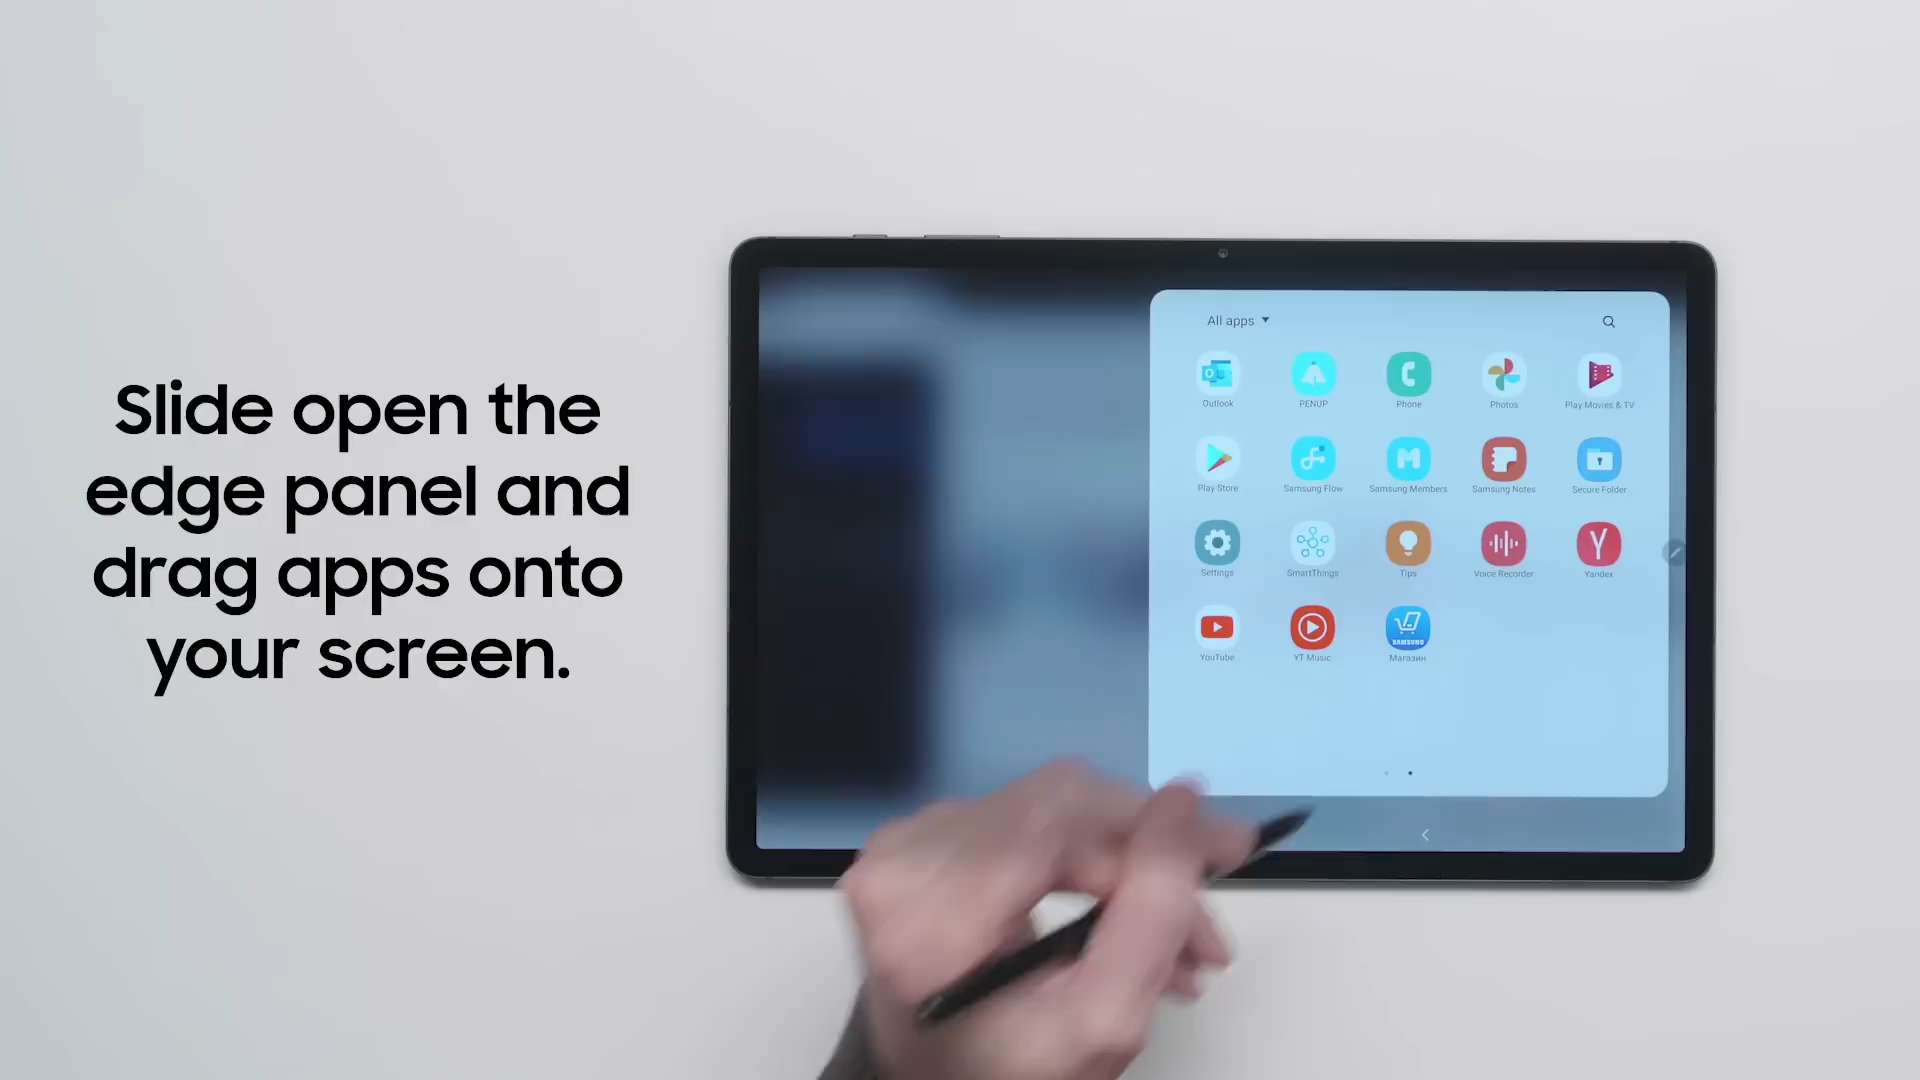 Slide open the
edge panel and
drag apps onto
your screen.
All apps
Outlook
PENUP
Phone
Photos
Play Movies & TV
Play Store
Samsung Flow
Samsung Members
Samsung Notes
Secure Folder
Settings
SmartThings
Tips
Voice Recorder
Yandex
YouTube
YT Music
SAMSUNG
Магазин